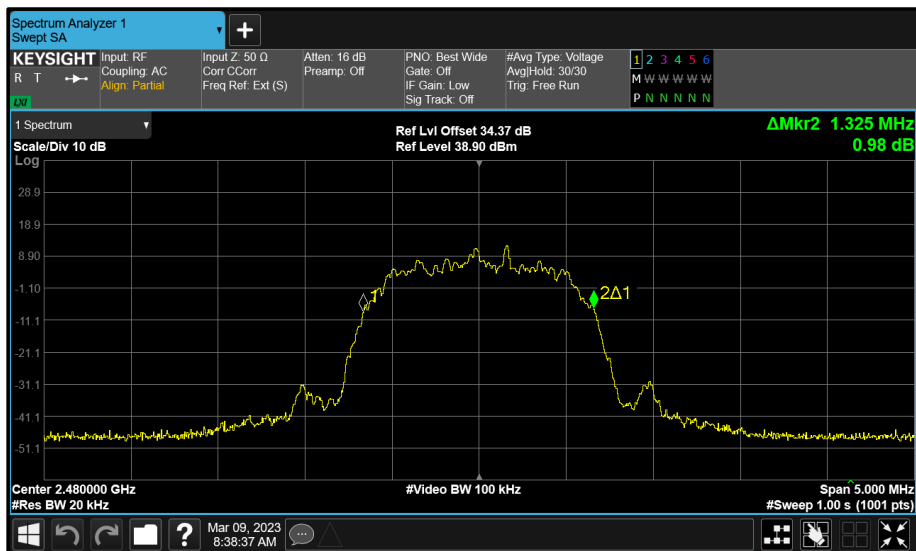 Spectrum Analyzer 1
Swept SA
KEYSIGHT
R T
LXI
Input: RF
Coupling: AC
Align: Partial
Input Z: 50 Ω
Corr CCorr
Freq Ref: Ext (S)
Atten: 16 dB
Preamp: Off
PNO: Best Wide
Gate: Off
IF Gain: Low
Sig Track: Off
#Avg Type: Voltage
Avg|Hold: 30/30
Trig: Free Run
1 2 3 4 5 6
M W W W W W
P N N N N N
1 Spectrum
Scale/Div 10 dB
Ref Lvl Offset 34.37 dB
Ref Level 38.90 dBm
ΔMkr2 1.325 MHz
0.98 dB
Log
28.9
18.9
8.90
-1.10
-11.1
-21.1
-31.1
-41.1
-51.1
1
2Δ1
Center 2.480000 GHz
#Video BW 100 kHz
Span 5.000 MHz
#Res BW 20 kHz
#Sweep 1.00 s (1001 pts)
?
Mar 09, 2023
8:38:37 AM